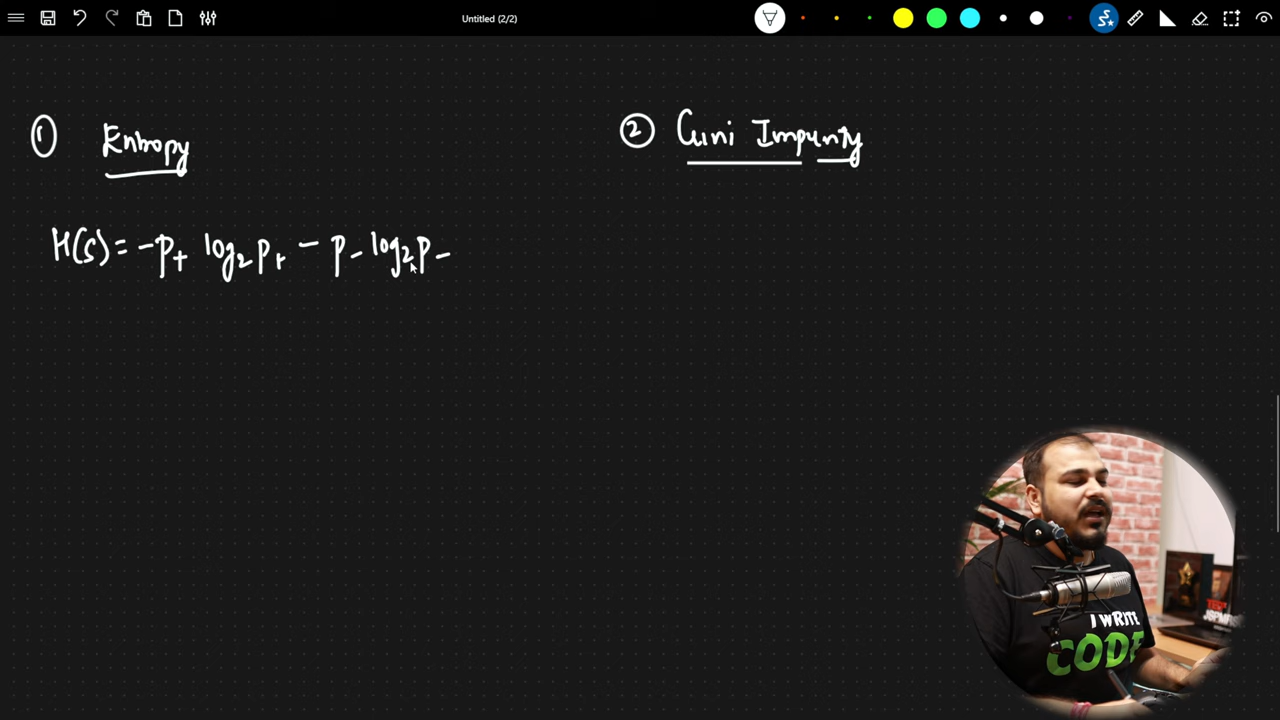 Untitled (2/2)
① Entropy
② Gini Impurity
H(S) = -p₊ log₂ p₊ - p₋ log₂ p₋
I WRITE
CODE